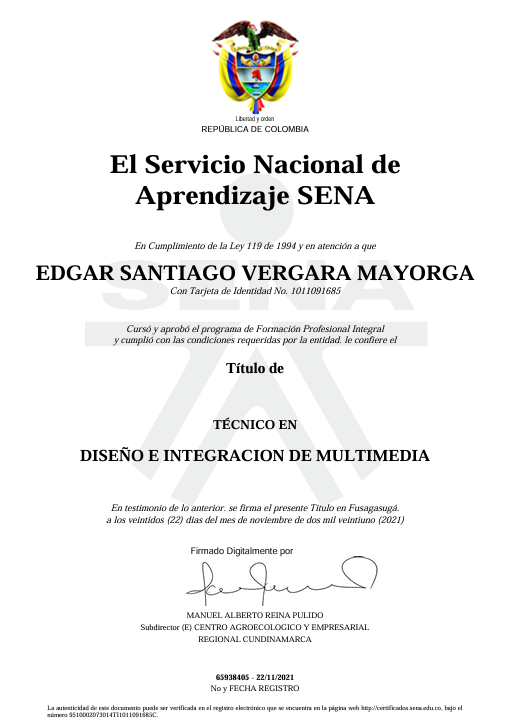 Libertad y orden
REPÚBLICA DE COLOMBIA
El Servicio Nacional de
Aprendizaje SENA
En Cumplimiento de la Ley 119 de 1994 y en atención a que
EDGAR SANTIAGO VERGARA MAYORGA
Con Tarjeta de Identidad No. 1011091685
SENA
Cursó y aprobó el programa de Formación Profesional Integral
y cumplió con las condiciones requeridas por la entidad. le confiere el
Título de
TÉCNICO EN
DISEÑO E INTEGRACION DE MULTIMEDIA
En testimonio de lo anterior. se firma el presente Título en Fusagasugá.
a los veintidos (22) dias del mes de noviembre de dos mil veintiuno (2021)
Firmado Digitalmente por
MANUEL ALBERTO REINA PULIDO
Subdirector (E) CENTRO AGROECOLOGICO Y EMPRESARIAL
REGIONAL CUNDINAMARCA
65938405 - 22/11/2021
No y FECHA REGISTRO
La autenticidad de este documento puede ser verificada en el registro electrónico que se encuentra en la página web http://certificados.sena.edu.co, bajo el
número 9510002073014TI1011091685C.